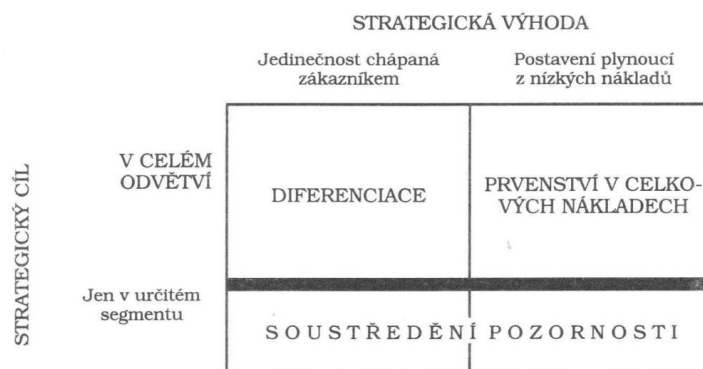 STRATEGICKÁ VÝHODA
Jedinečnost chápaná
zákazníkem
Postavení plynoucí
z nízkých nákladů
STRATEGICKÝ CÍL
V CELÉM
ODVĚTVÍ
DIFERENCIACE
PRVENSTVÍ V CELKO-
VÝCH NÁKLADECH
Jen v určitém
segmentu
SOUSTŘEDĚNÍ POZORNOSTI